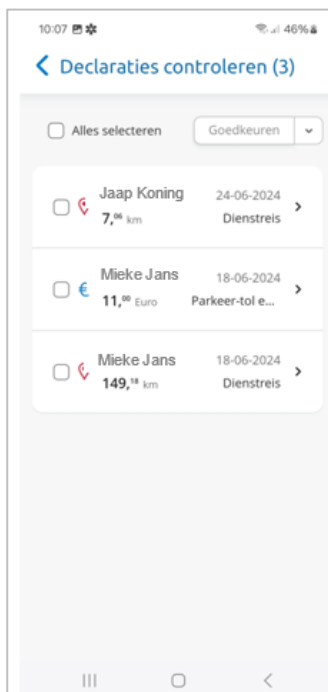 10:07 46%
Declaraties controleren (3)
Alles selecteren Goedkeuren
Jaap Koning 24-06-2024
7,⁰⁶ km Dienstreis
Mieke Jans 18-06-2024
€ 11,⁰⁰ Euro Parkeer-tol e...
Mieke Jans 18-06-2024
149,¹⁸ km Dienstreis